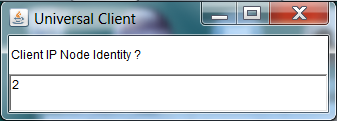 Universal Client
Client IP Node Identity ?
2